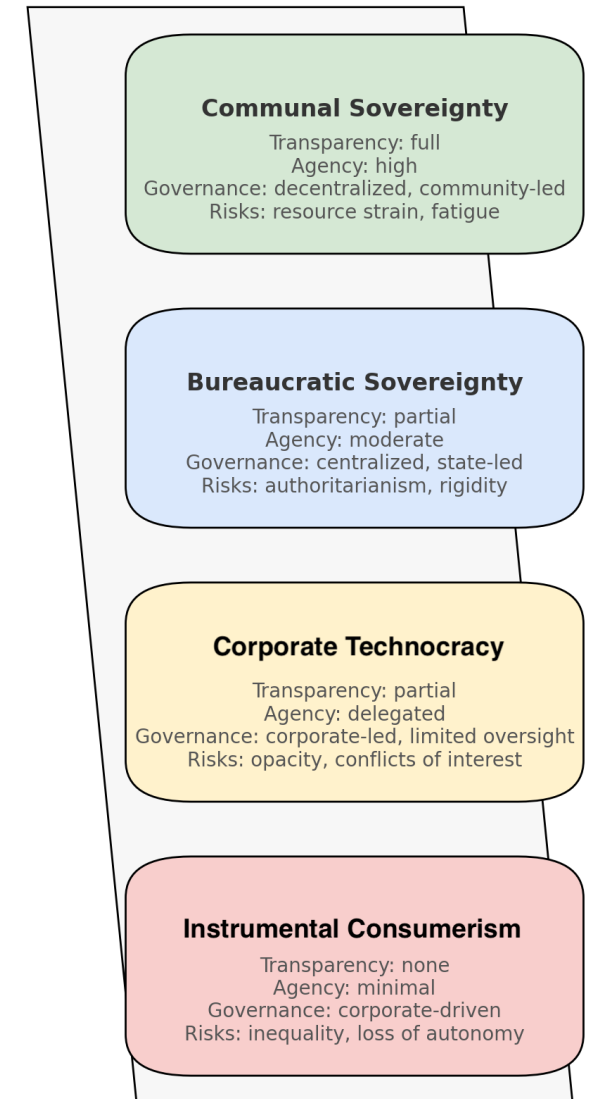 Communal Sovereignty
Transparency: full
Agency: high
Governance: decentralized, community-led
Risks: resource strain, fatigue
Bureaucratic Sovereignty
Transparency: partial
Agency: moderate
Governance: centralized, state-led
Risks: authoritarianism, rigidity
Corporate Technocracy
Transparency: partial
Agency: delegated
Governance: corporate-led, limited oversight
Risks: opacity, conflicts of interest
Instrumental Consumerism
Transparency: none
Agency: minimal
Governance: corporate-driven
Risks: inequality, loss of autonomy